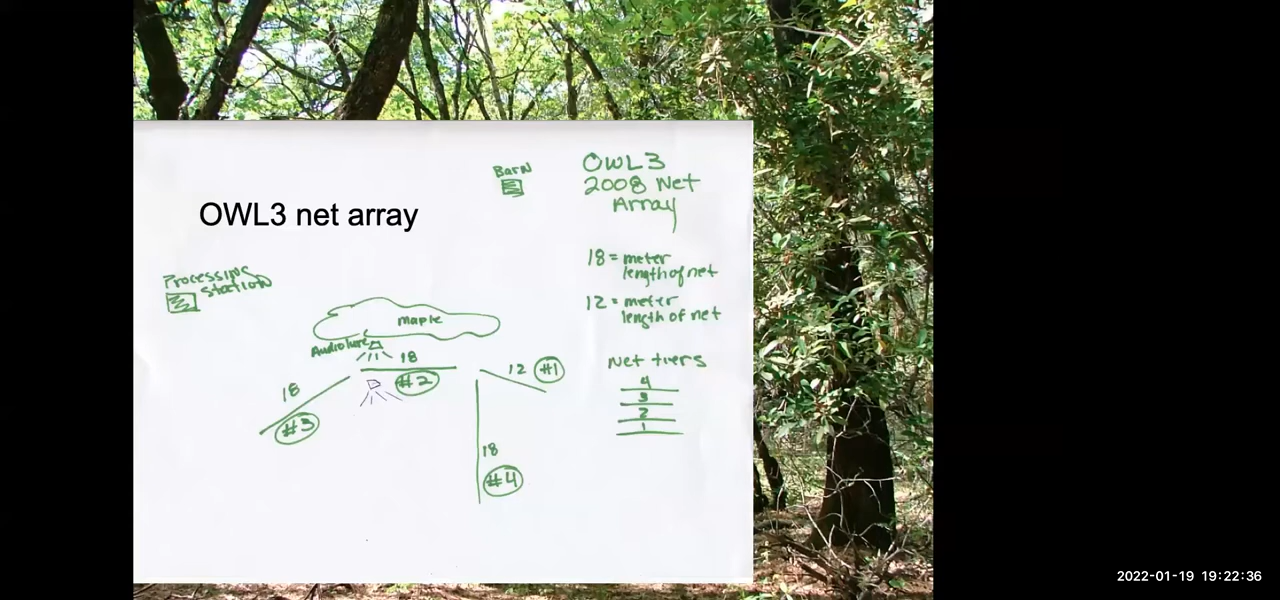 Barn
OWL3
2008 Net
Array
OWL3 net array
Processing
Station
18 = meter
length of net
12 = meter
length of net
maple
Audiolure
18
12 #1
#2
18
#3
Net tiers
4
3
2
1
18
#4
2022-01-19 19:22:36